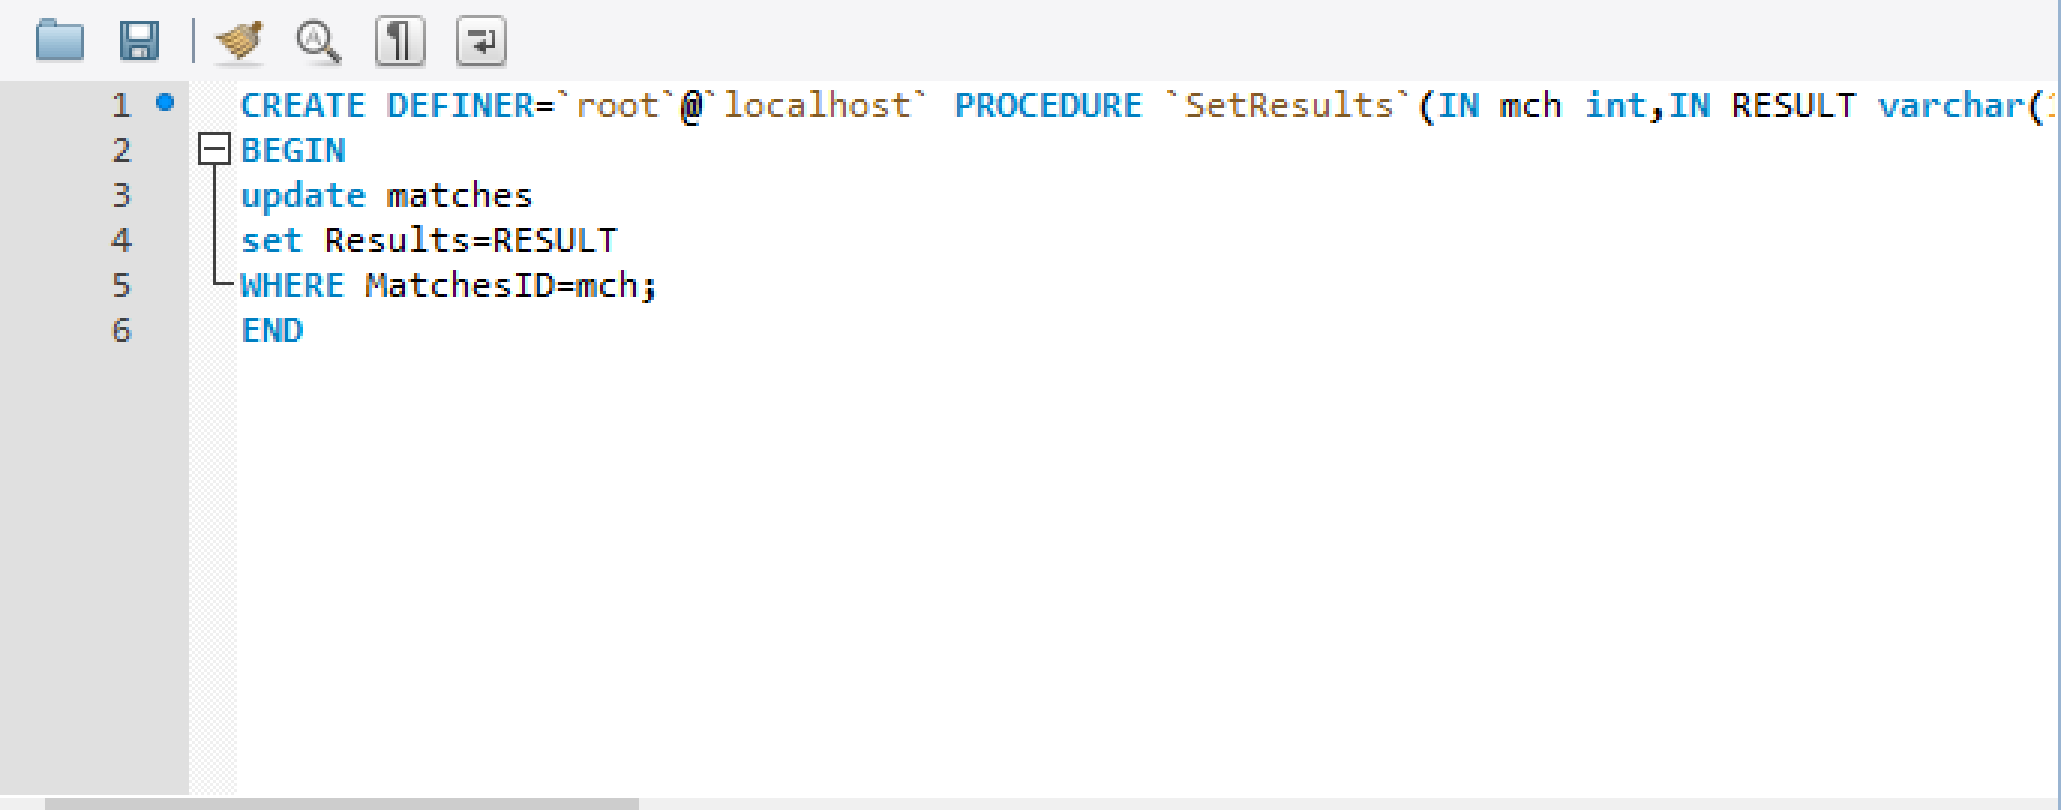 1 CREATE DEFINER=`root`@`localhost` PROCEDURE `SetResults`(IN mch int,IN RESULT varchar(
2 BEGIN
3 update matches
4 set Results=RESULT
5 WHERE MatchesID=mch;
6 END